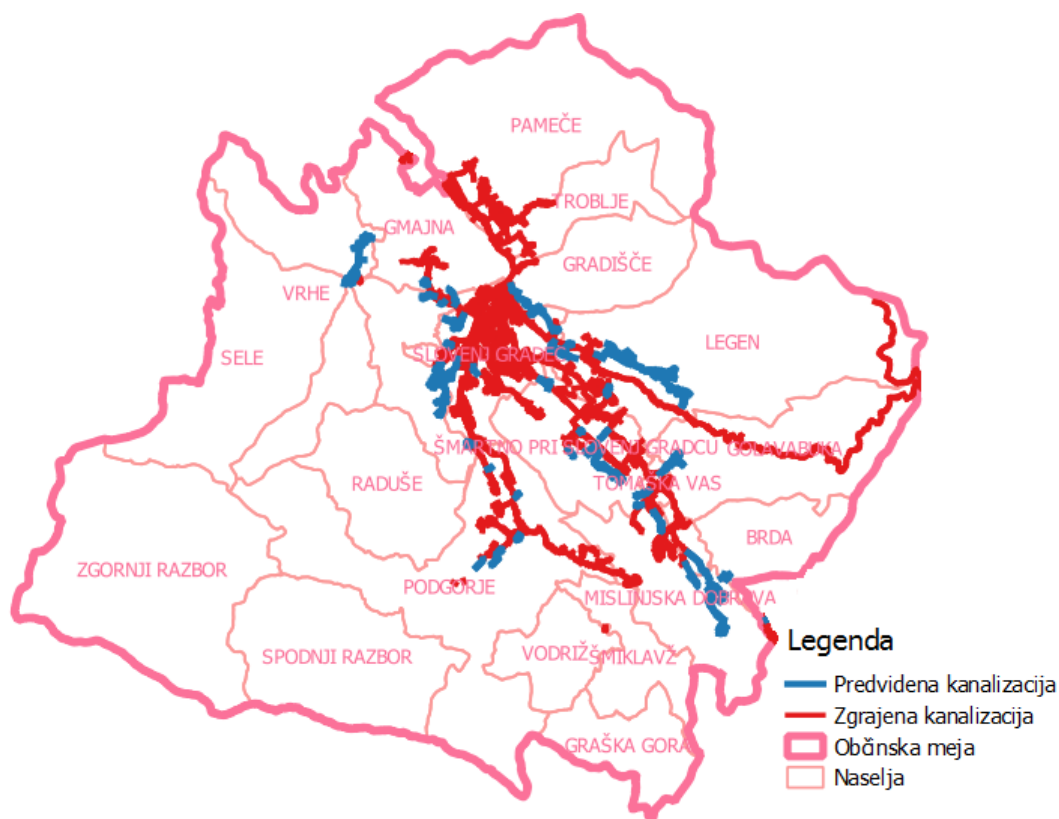 PAMEČE
TROBLJE
GMAJNA
GRADIŠČE
VRHE
LEGEN
SLOVENJ GRADEC
SELE
ŠMARTNO PRI SLOVENJ GRADCU
GOLAVABUKA
RADUŠE
TOMAŠKA VAS
BRDA
ZGORNJI RAZBOR
PODGORJE
MISLINJSKA DOBRAVA
SPODNJI RAZBOR
VODRIŽ
ŠMIKLAVŽ
GRAŠKA GORA
Legenda
Predvidena kanalizacija
Zgrajena kanalizacija
Občinska meja
Naselja